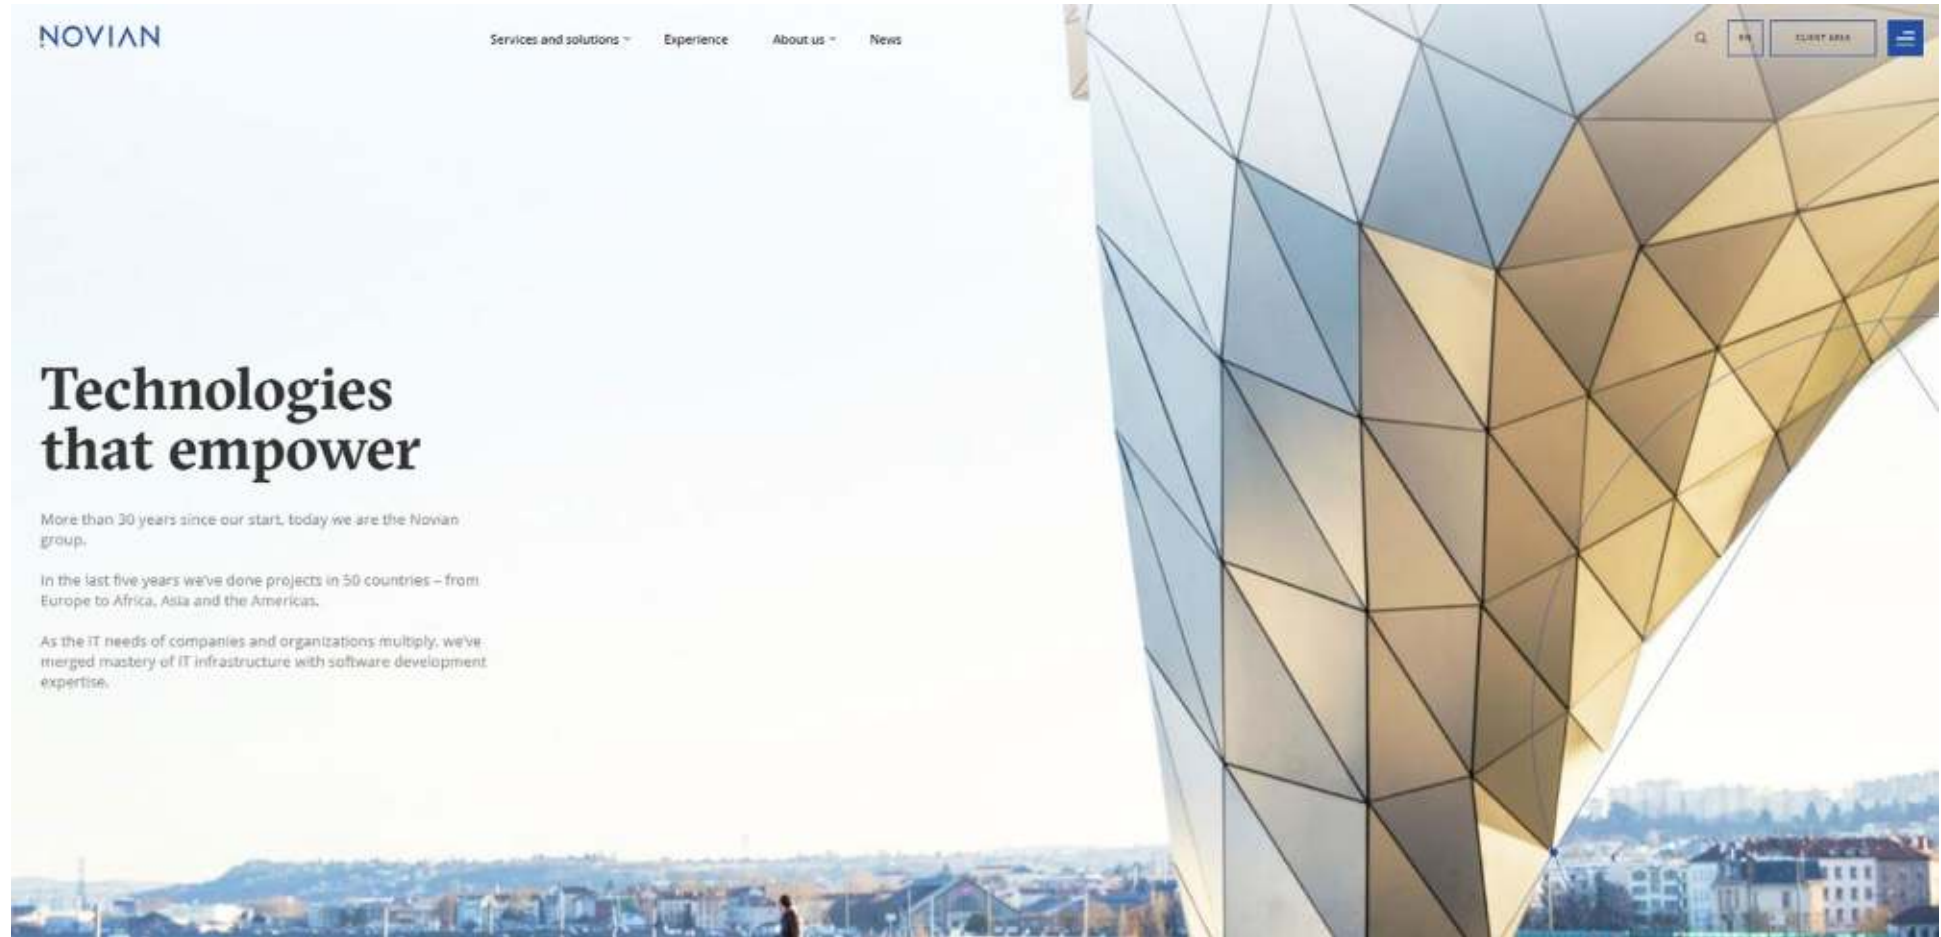 NOVIAN
Services and solutions
Experience
About us
News
EN
CLIENT AREA
Technologies
that empower
More than 30 years since our start, today we are the Novian
group.
In the last five years we've done projects in 50 countries – from
Europe to Africa, Asia and the Americas.
As the IT needs of companies and organizations multiply, we've
merged mastery of IT infrastructure with software development
expertise.